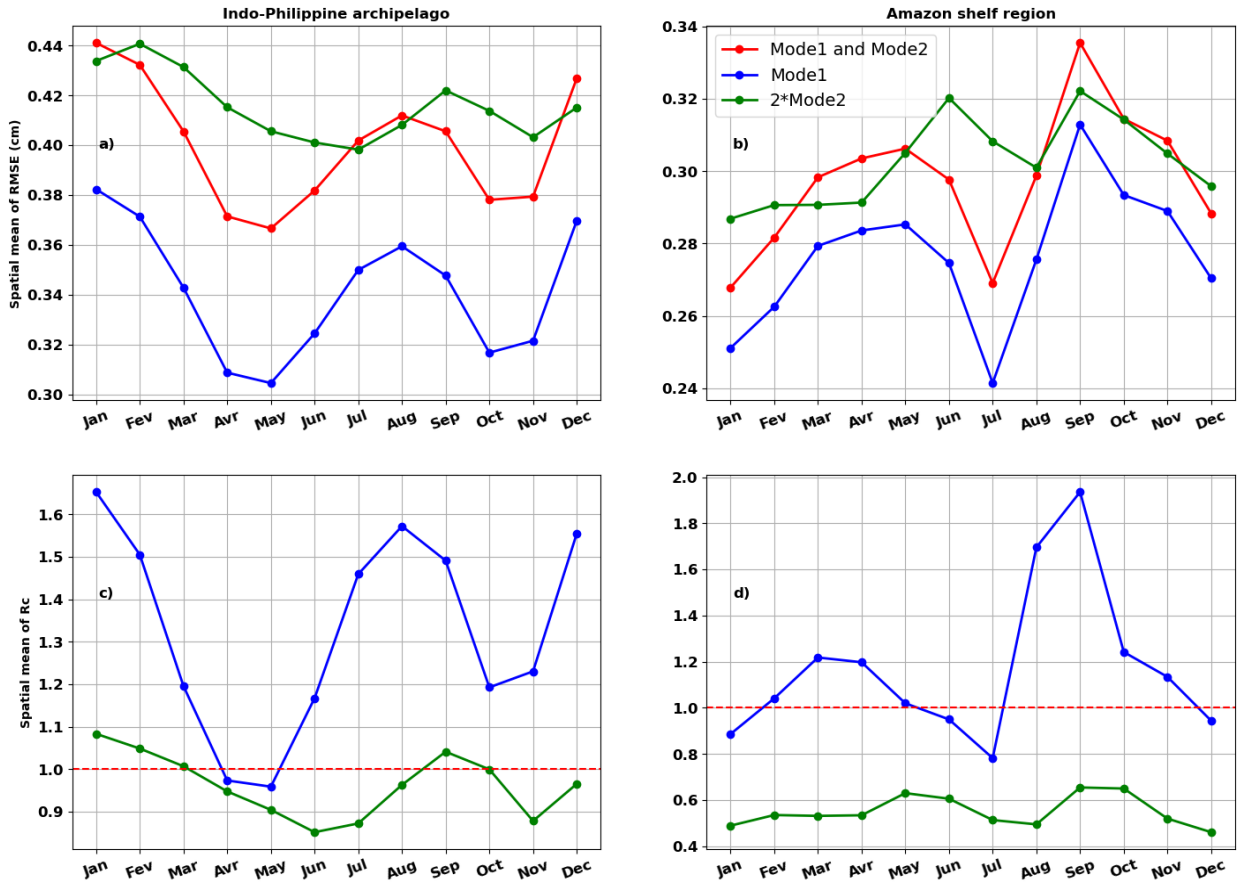 Indo-Philippine archipelago
Spatial mean of RMSE (cm)
0.44
0.42
0.40
0.38
0.36
0.34
0.32
0.30
a)
Jan Fev Mar Avr May Jun Jul Aug Sep Oct Nov Dec
Amazon shelf region
0.34
0.32
0.30
0.28
0.26
0.24
Mode1 and Mode2
Mode1
2*Mode2
b)
Jan Fev Mar Avr May Jun Jul Aug Sep Oct Nov Dec
Spatial mean of Rc
1.6
1.5
1.4
1.3
1.2
1.1
1.0
0.9
c)
Jan Fev Mar Avr May Jun Jul Aug Sep Oct Nov Dec
2.0
1.8
1.6
1.4
1.2
1.0
0.8
0.6
0.4
d)
Jan Fev Mar Avr May Jun Jul Aug Sep Oct Nov Dec